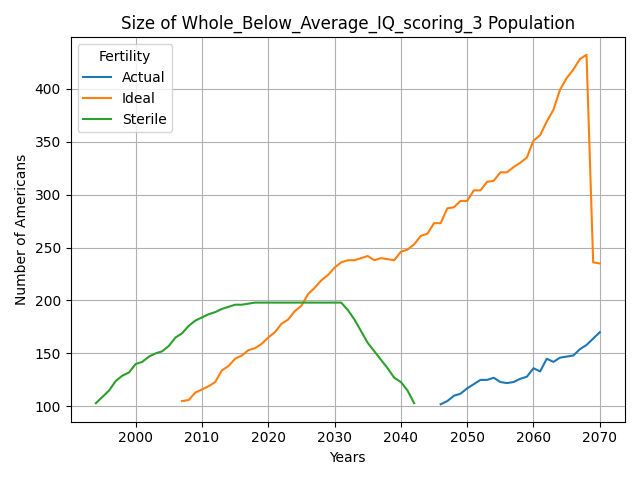 Size of Whole_Below_Average_IQ_scoring_3 Population
Fertility
Actual
Ideal
Sterile
Number of Americans
400
350
300
250
200
150
100
2000 2010 2020 2030 2040 2050 2060 2070
Years